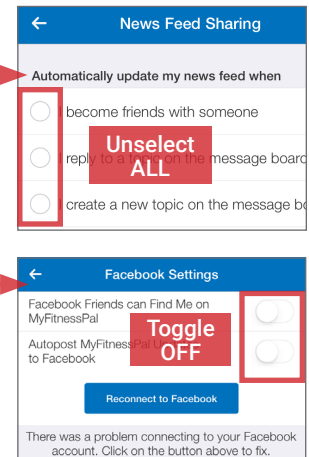 News Feed Sharing
Automatically update my news feed when
I become friends with someone
I reply to a topic on the message board
I create a new topic on the message bo
Unselect
ALL
Facebook Settings
Facebook Friends can Find Me on
MyFitnessPal
Autopost MyFitnessPal U
to Facebook
Toggle
OFF
Reconnect to Facebook
There was a problem connecting to your Facebook
account. Click on the button above to fix.